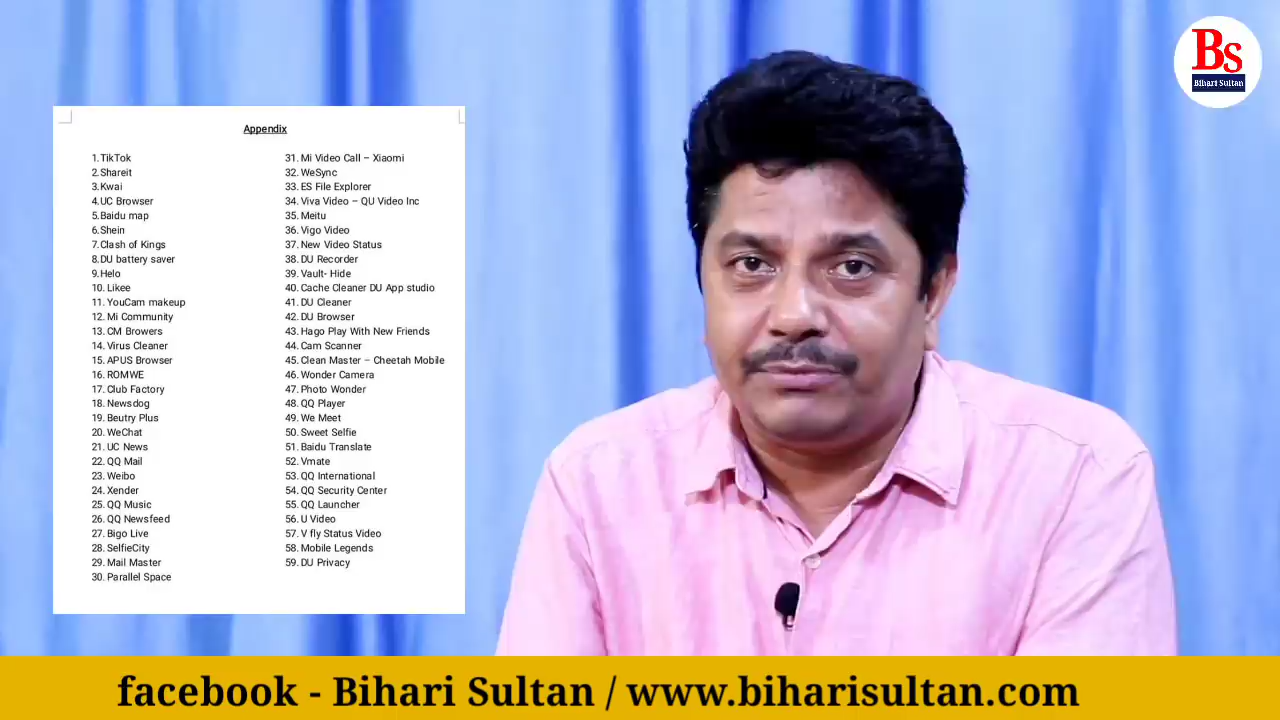 Bs
Bihari Sultan
Appendix
1.TikTok
2.Shareit
3.Kwai
4.UC Browser
5.Baidu map
6.Shein
7.Clash of Kings
8.DU battery saver
9.Helo
10. Likee
11. YouCam makeup
12. Mi Community
13. CM Browers
14. Virus Cleaner
15. APUS Browser
16. ROMWE
17. Club Factory
18. Newsdog
19. Beutry Plus
20. WeChat
21. UC News
22. QQ Mail
23. Weibo
24. Xender
25. QQ Music
26. QQ Newsfeed
27. Bigo Live
28. SelfieCity
29. Mail Master
30. Parallel Space
31. Mi Video Call – Xiaomi
32. WeSync
33. ES File Explorer
34. Viva Video – QU Video Inc
35. Meitu
36. Vigo Video
37. New Video Status
38. DU Recorder
39. Vault- Hide
40. Cache Cleaner DU App studio
41. DU Cleaner
42. DU Browser
43. Hago Play With New Friends
44. Cam Scanner
45. Clean Master – Cheetah Mobile
46. Wonder Camera
47. Photo Wonder
48. QQ Player
49. We Meet
50. Sweet Selfie
51. Baidu Translate
52. Vmate
53. QQ International
54. QQ Security Center
55. QQ Launcher
56. U Video
57. V fly Status Video
58. Mobile Legends
59. DU Privacy
facebook - Bihari Sultan / www.biharisultan.com